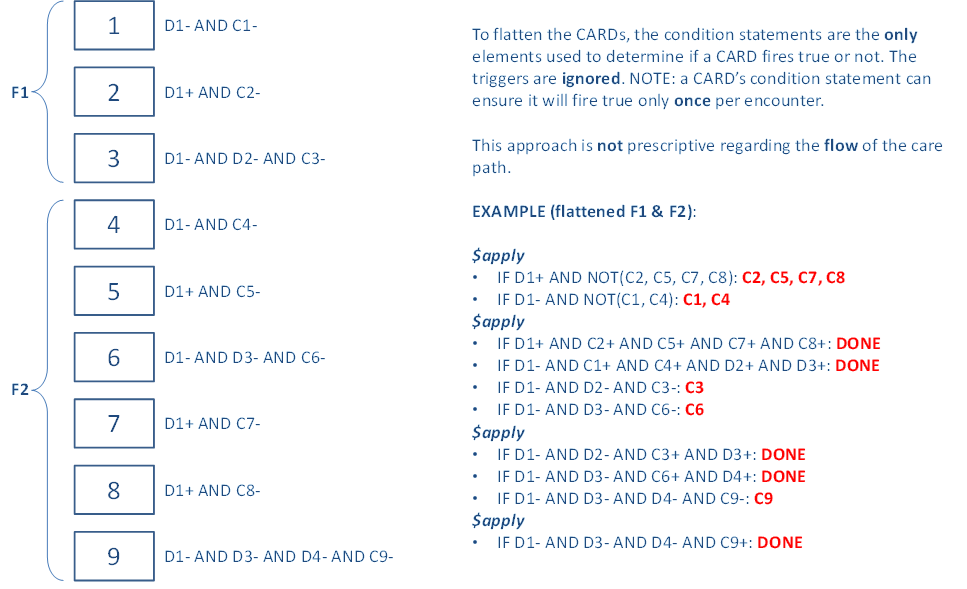 F1
1 D1- AND C1-
2 D1+ AND C2-
3 D1- AND D2- AND C3-
F2
4 D1- AND C4-
5 D1+ AND C5-
6 D1- AND D3- AND C6-
7 D1+ AND C7-
8 D1+ AND C8-
9 D1- AND D3- AND D4- AND C9-
To flatten the CARDs, the condition statements are the only
elements used to determine if a CARD fires true or not. The
triggers are ignored. NOTE: a CARD’s condition statement can
ensure it will fire true only once per encounter.
This approach is not prescriptive regarding the flow of the care
path.
EXAMPLE (flattened F1 & F2):
$apply
• IF D1+ AND NOT(C2, C5, C7, C8): C2, C5, C7, C8
• IF D1- AND NOT(C1, C4): C1, C4
$apply
• IF D1+ AND C2+ AND C5+ AND C7+ AND C8+: DONE
• IF D1- AND C1+ AND C4+ AND D2+ AND D3+: DONE
• IF D1- AND D2- AND C3-: C3
• IF D1- AND D3- AND C6-: C6
$apply
• IF D1- AND D2- AND C3+ AND D3+: DONE
• IF D1- AND D3- AND C6+ AND D4+: DONE
• IF D1- AND D3- AND D4- AND C9-: C9
$apply
• IF D1- AND D3- AND D4- AND C9+: DONE